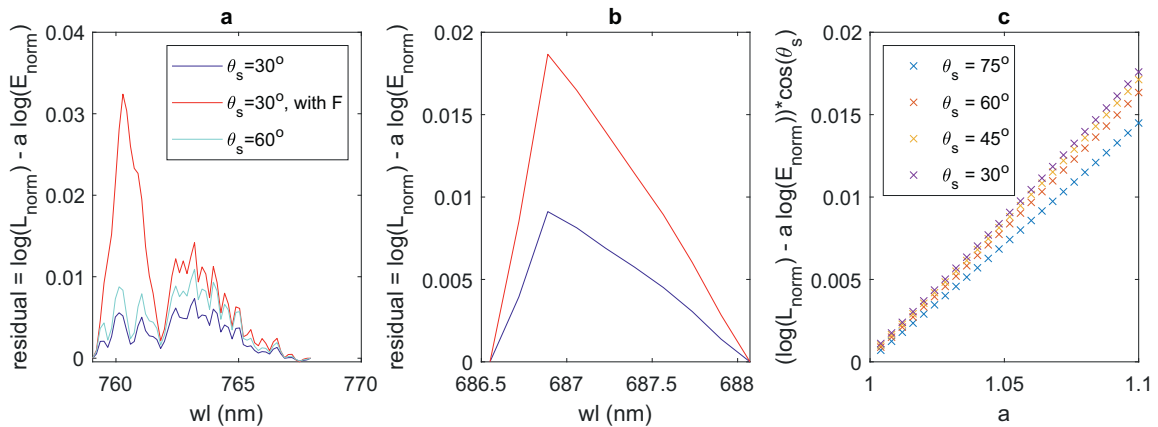 a
residual = log(L_norm) - a log(E_norm)
0.04
0.03
0.02
0.01
0
θ_s=30°
θ_s=30°, with F
θ_s=60°
760
765
770
wl (nm)
b
residual = log(L_norm) - a log(E_norm)
0.02
0.015
0.01
0.005
0
686.5
687
687.5
688
wl (nm)
c
(log(L_norm) - a log(E_norm))*cos(θ_s)
0.02
0.015
0.01
0.005
0
θ_s = 75°
θ_s = 60°
θ_s = 45°
θ_s = 30°
1
1.05
1.1
a